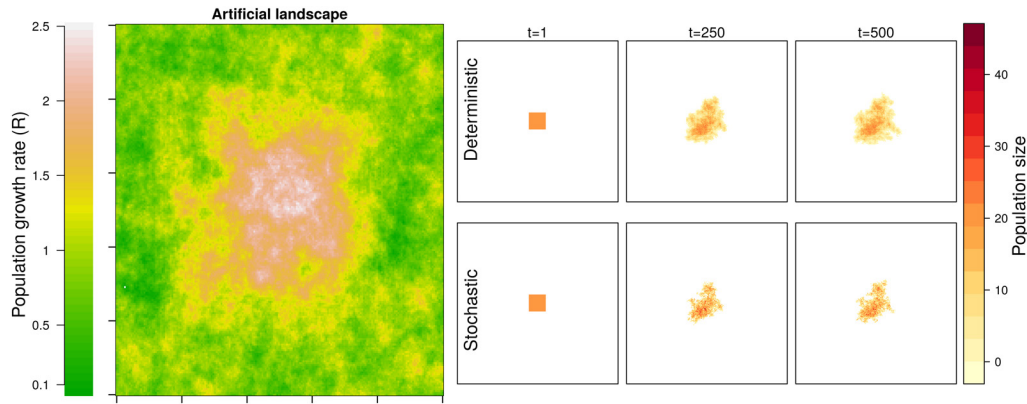 Artificial landscape
Population growth rate (R)
2.5
2
1.5
1
0.5
0.1
t=1
t=250
t=500
Deterministic
Stochastic
40
30
20
10
0
Population size